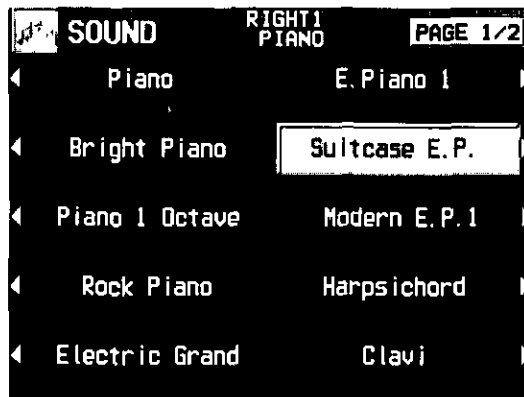 SOUND
RIGHT1
PIANO
PAGE 1/2
Piano
E.Piano 1
Bright Piano
Suitcase E.P.
Piano 1 Octave
Modern E.P.1
Rock Piano
Harpsichord
Electric Grand
Clavi